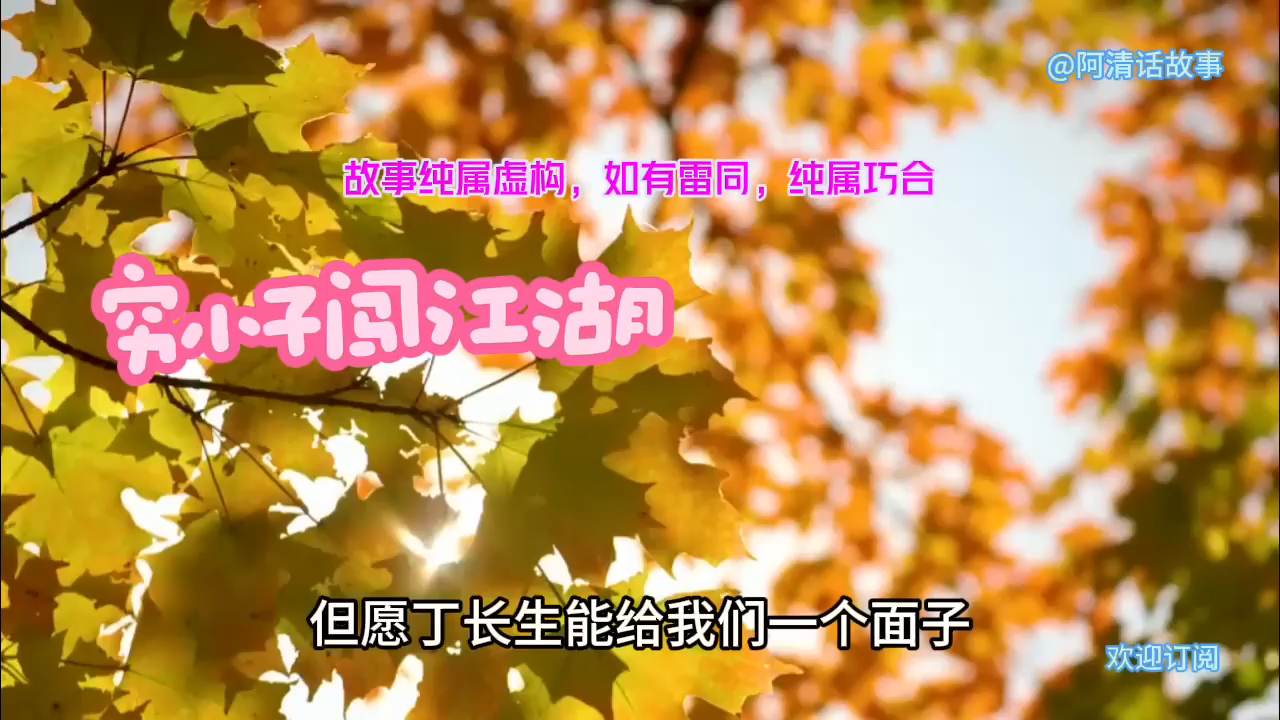 @阿清话故事
故事纯属虚构，如有雷同，纯属巧合
穷小子闯江湖
但愿丁长生能给我们一个面子
欢迎订阅